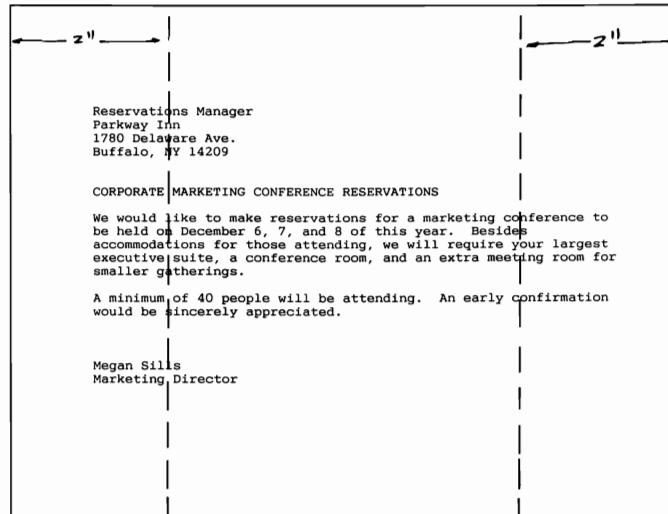 2" 2"
Reservations Manager
Parkway Inn
1780 Delaware Ave.
Buffalo, NY 14209
CORPORATE MARKETING CONFERENCE RESERVATIONS
We would like to make reservations for a marketing conference to
be held on December 6, 7, and 8 of this year.  Besides
accommodations for those attending, we will require your largest
executive suite, a conference room, and an extra meeting room for
smaller gatherings.
A minimum of 40 people will be attending.  An early confirmation
would be sincerely appreciated.
Megan Sills
Marketing Director